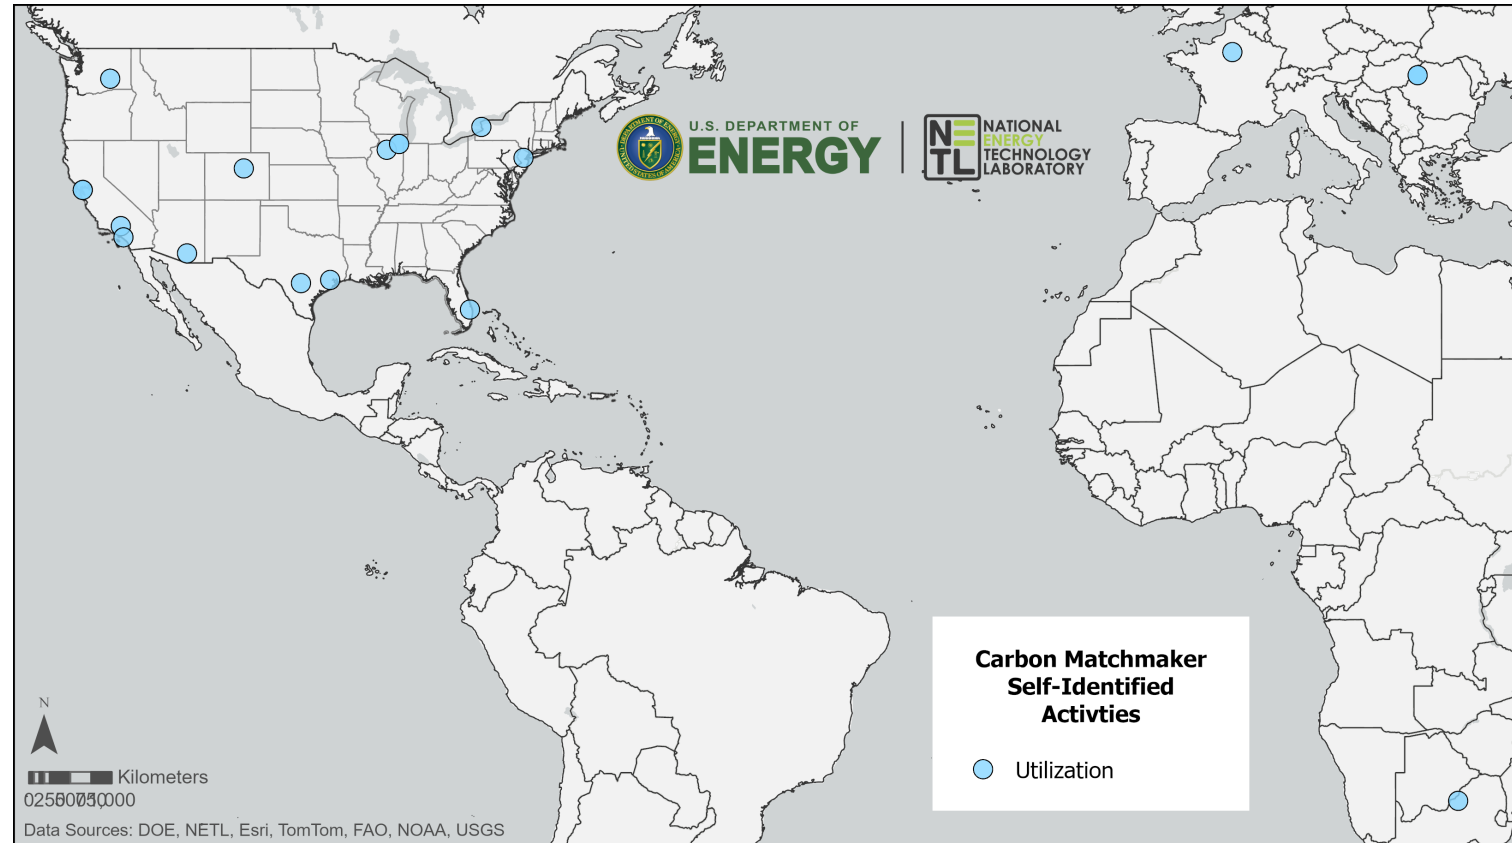 U.S. DEPARTMENT OF
ENERGY
NETL
NATIONAL
ENERGY
TECHNOLOGY
LABORATORY
Carbon Matchmaker
Self-Identified
Activties
Utilization
N
Kilometers
Data Sources: DOE, NETL, Esri, TomTom, FAO, NOAA, USGS